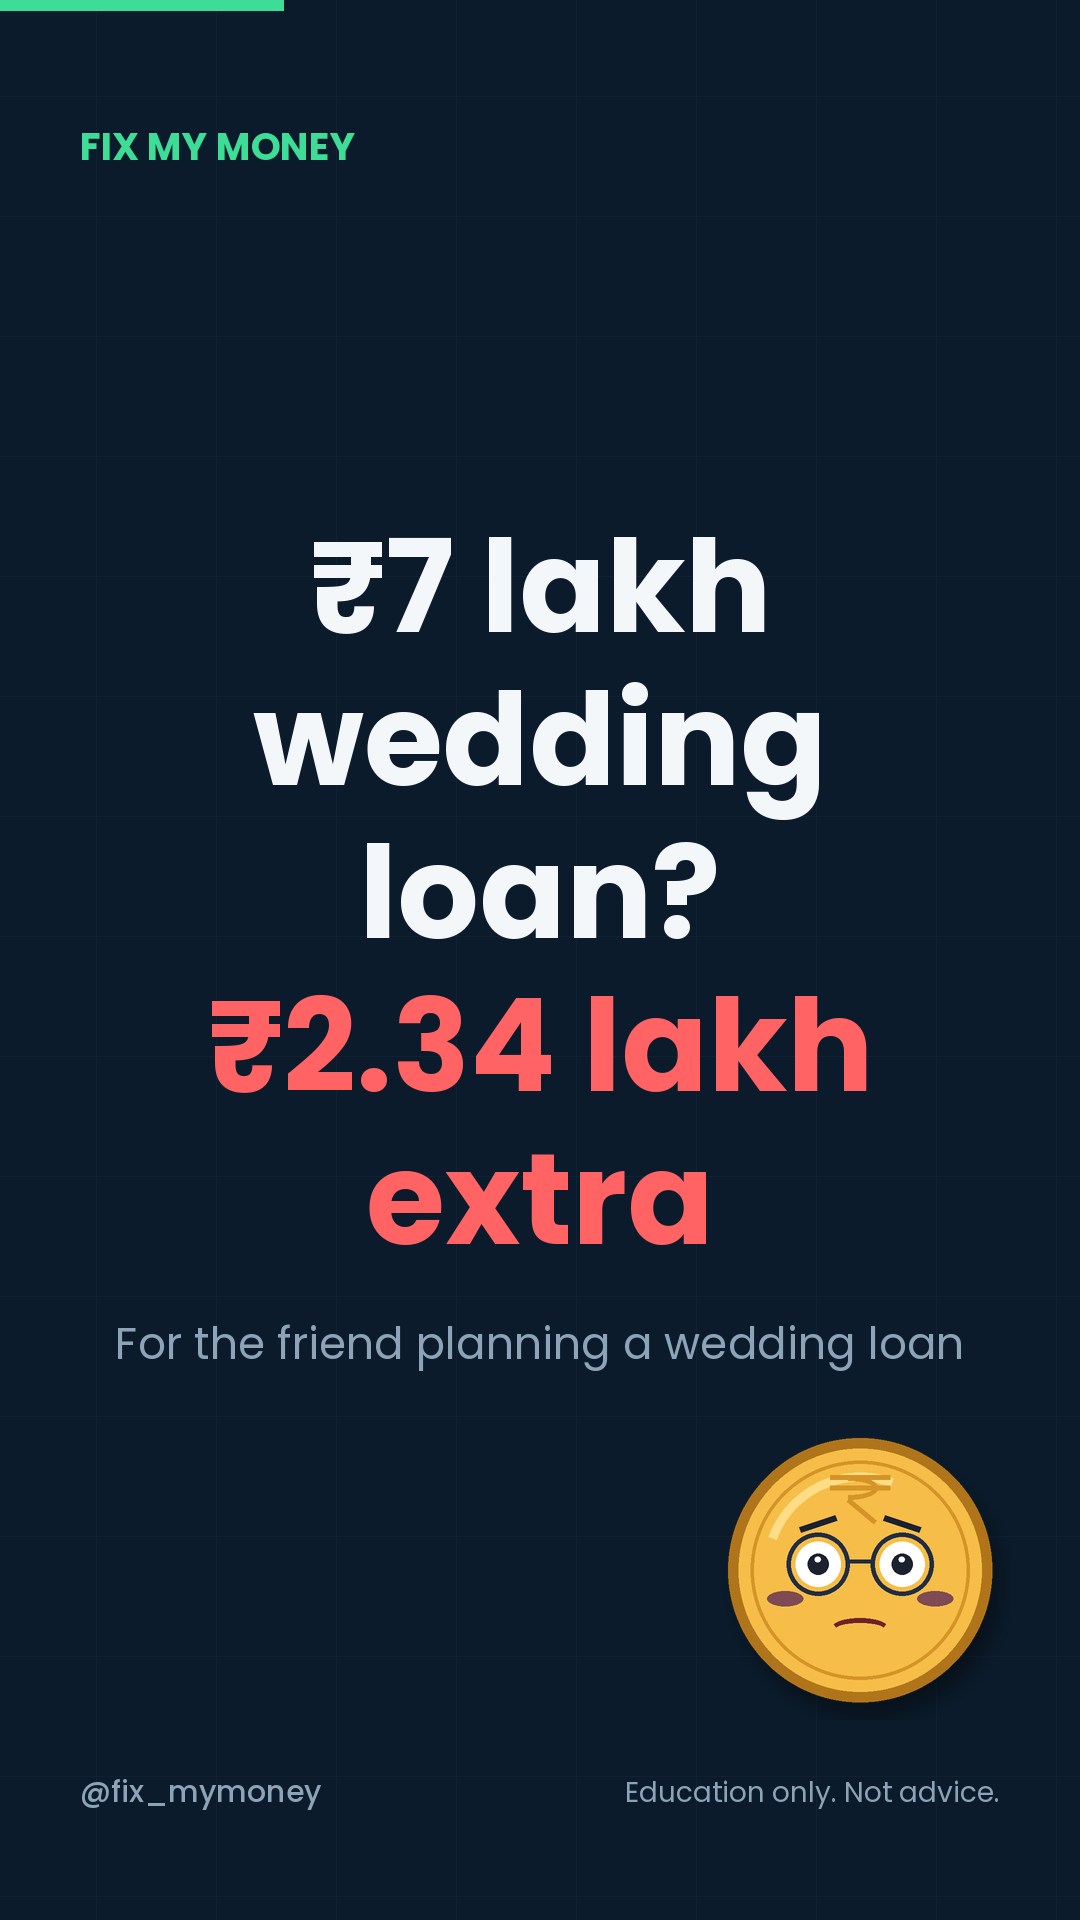 FIX MY MONEY
₹7 lakh
wedding
loan?
₹2.34 lakh
extra
For the friend planning a wedding loan
₹
@fix_mymoney
Education only. Not advice.